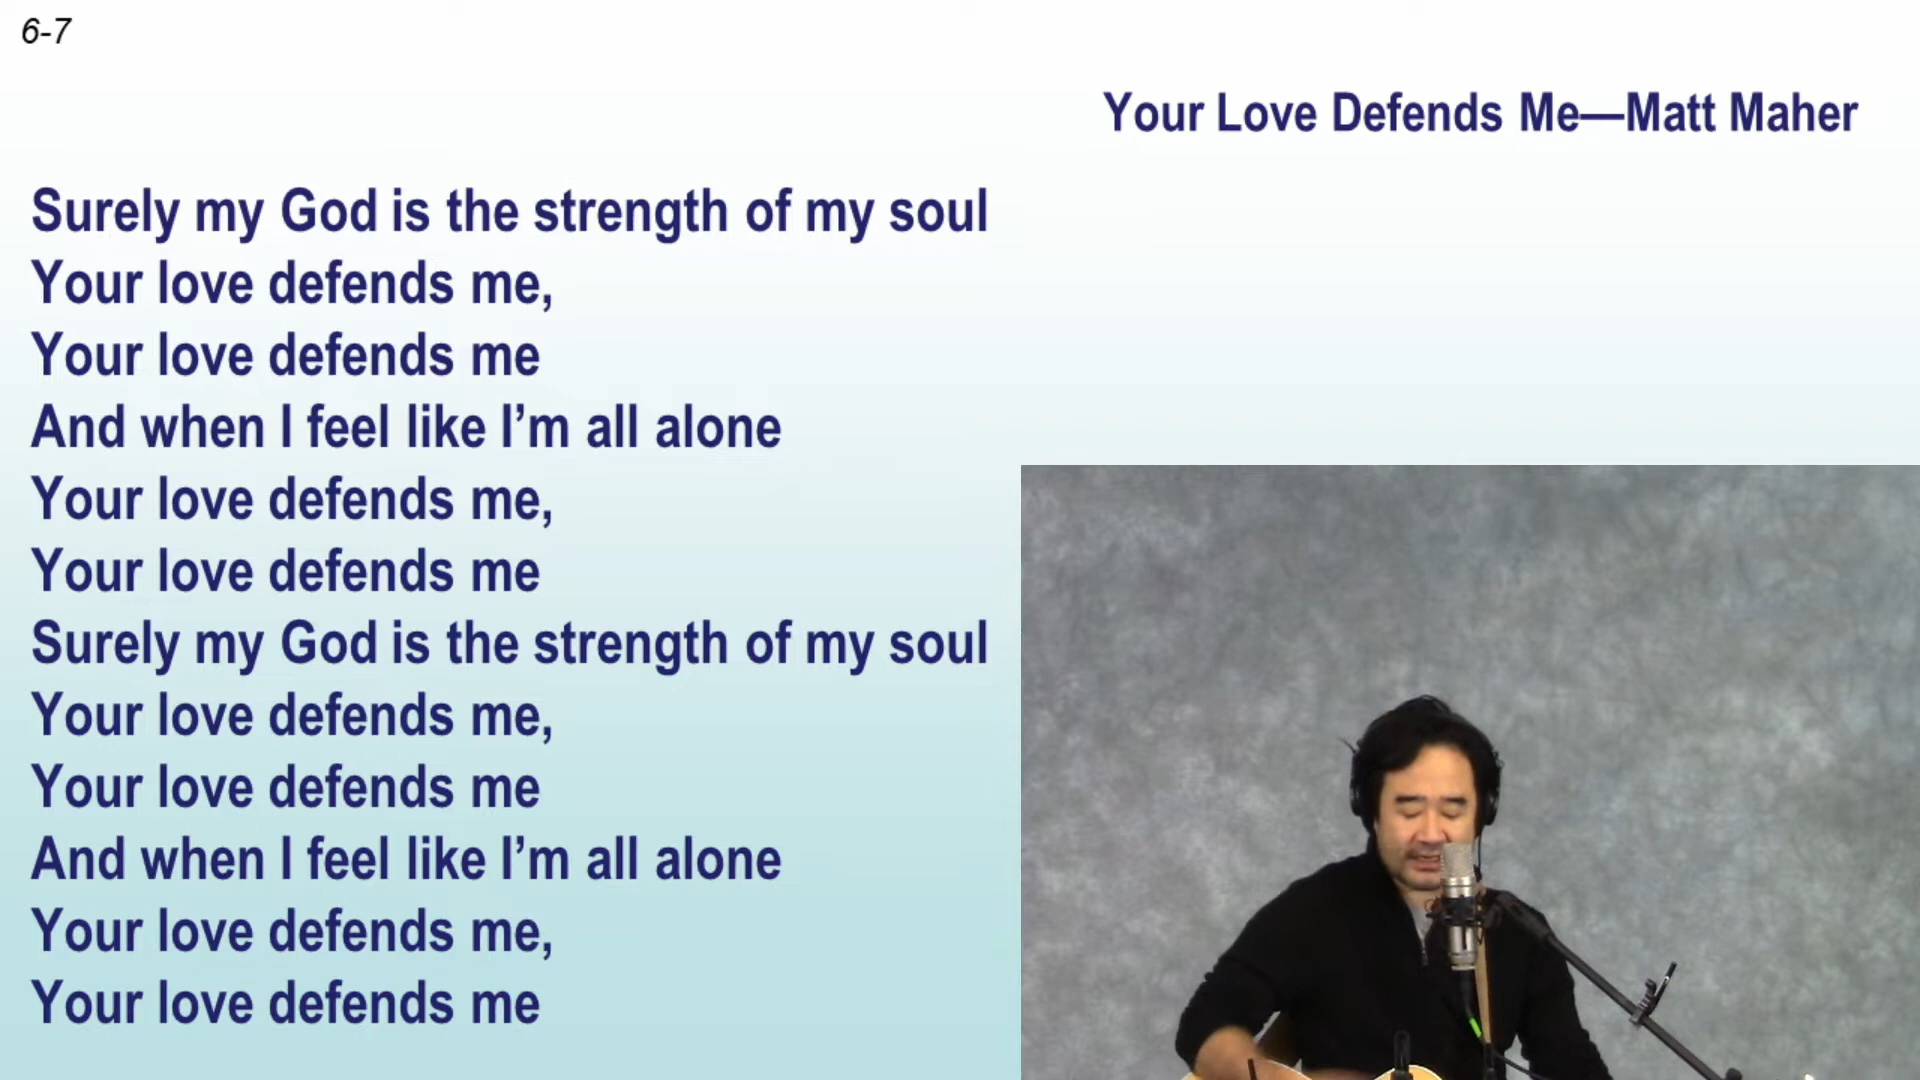 6-7
Your Love Defends Me—Matt Maher
Surely my God is the strength of my soul
Your love defends me,
Your love defends me
And when I feel like I’m all alone
Your love defends me,
Your love defends me
Surely my God is the strength of my soul
Your love defends me,
Your love defends me
And when I feel like I’m all alone
Your love defends me,
Your love defends me